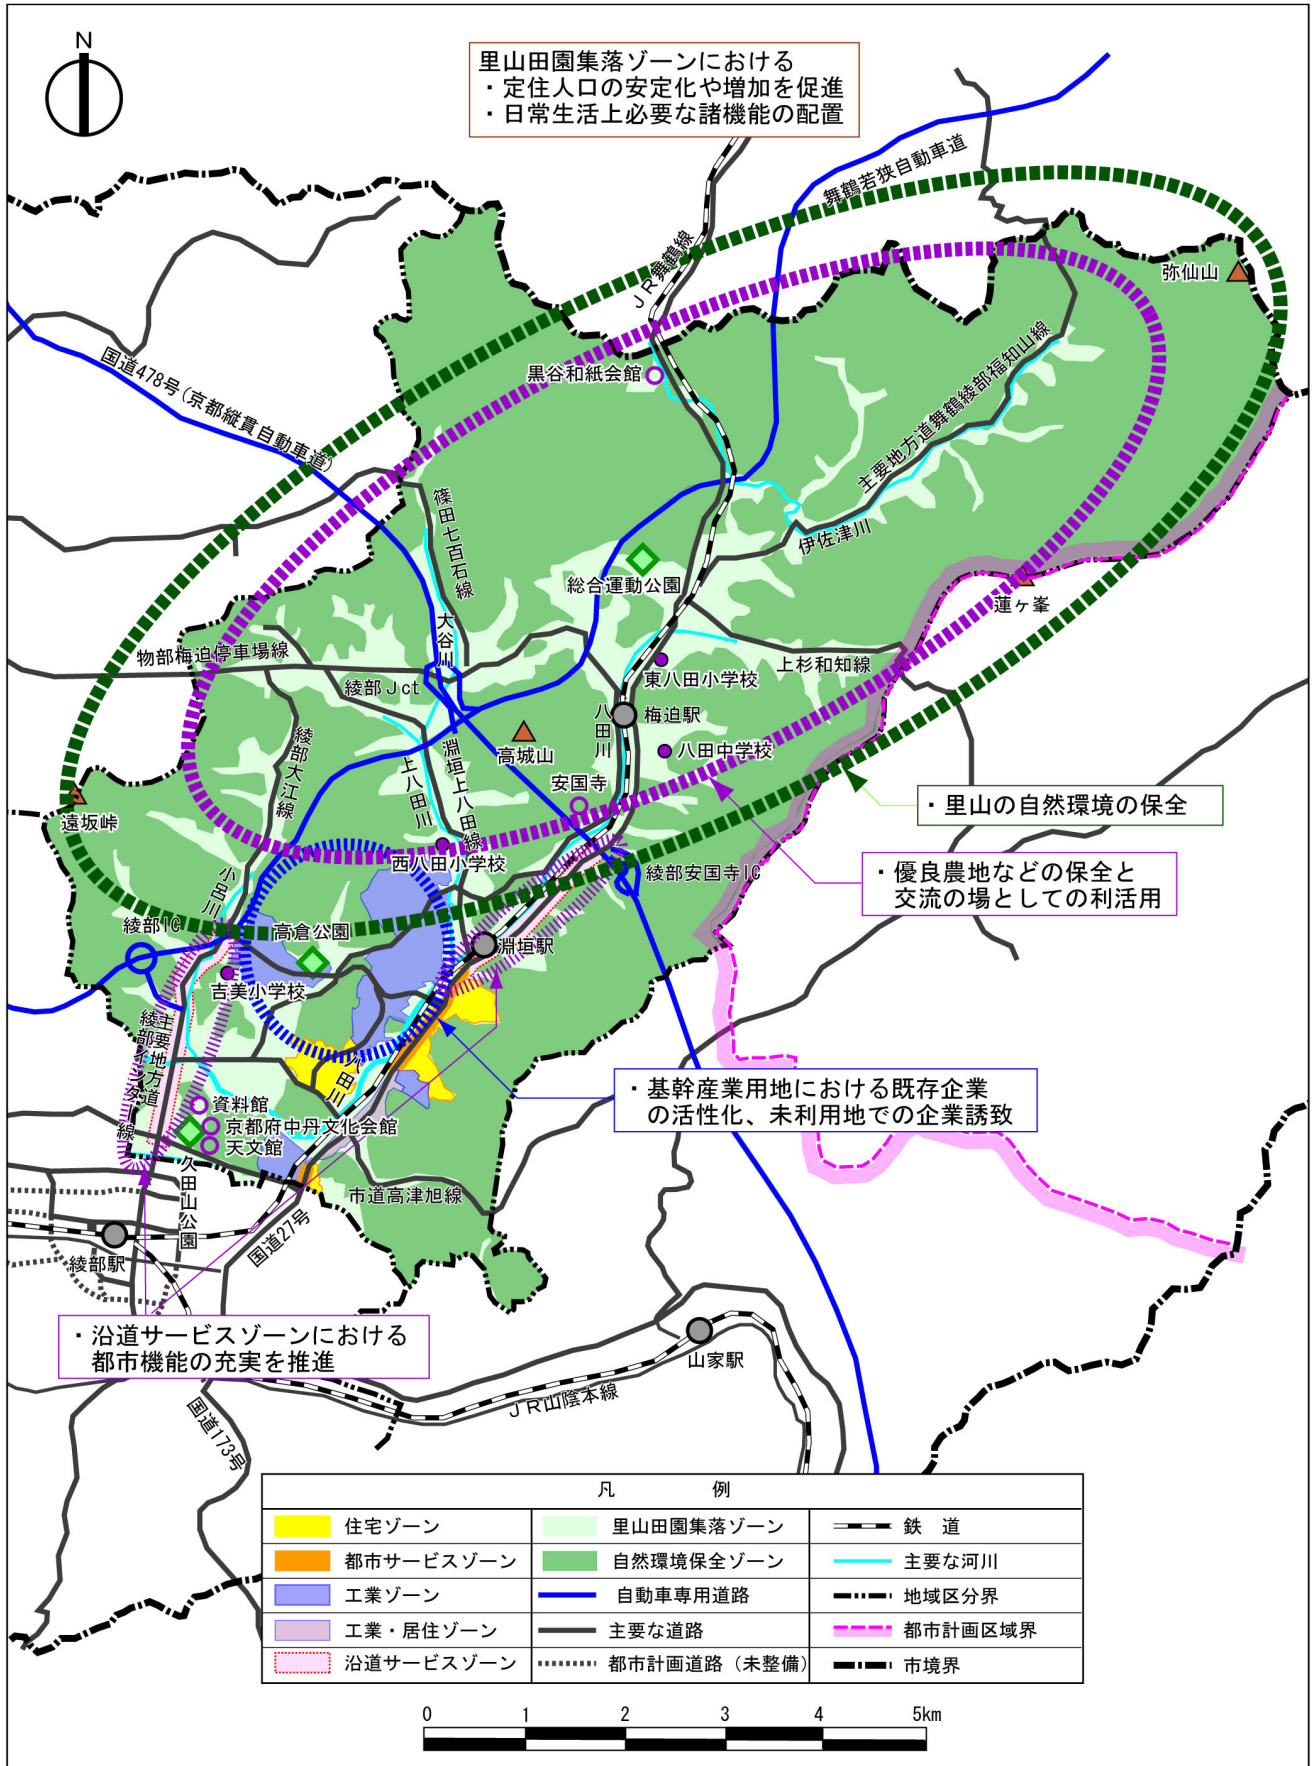 N
里山田園集落ゾーンにおける
・定住人口の安定化や増加を促進
・日常生活上必要な諸機能の配置
舞鶴若狭自動車道
弥仙山
JR舞鶴線
黒谷和紙会館
国道478号(京都縦貫自動車道)
主要地方道舞鶴綾部福知山線
篠田七百石線
伊佐津川
総合運動公園
蓮ヶ峯
大谷川
物部梅迫停車場線
上杉和知線
東八田小学校
綾部Jct
八田川
梅迫駅
淵垣上八田線
高城山
八田中学校
綾部大江線
上八田川
安国寺
・里山の自然環境の保全
遠坂峠
西八田小学校
綾部安国寺IC
・優良農地などの保全と
交流の場としての利活用
小呂川
綾部IC
高倉公園
淵垣駅
吉美小学校
主要地方道
綾部インター線
八田川
・基幹産業用地における既存企業
の活性化、未利用地での企業誘致
資料館
京都府中丹文化会館
天文館
久田山公園
市道高津旭線
国道27号
綾部駅
・沿道サービスゾーンにおける
都市機能の充実を推進
山家駅
JR山陰本線
国道173号
凡　例
住宅ゾーン
里山田園集落ゾーン
鉄　道
都市サービスゾーン
自然環境保全ゾーン
主要な河川
工業ゾーン
自動車専用道路
地域区分界
工業・居住ゾーン
主要な道路
都市計画区域界
沿道サービスゾーン
都市計画道路（未整備）
市境界
0 1 2 3 4 5km